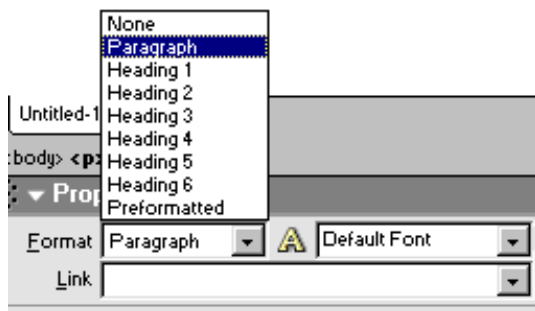 None
Paragraph
Heading 1
Heading 2
Heading 3
Heading 4
Heading 5
Heading 6
Preformatted
Untitled-1
<body> <p>
Format Paragraph A Default Font
Link